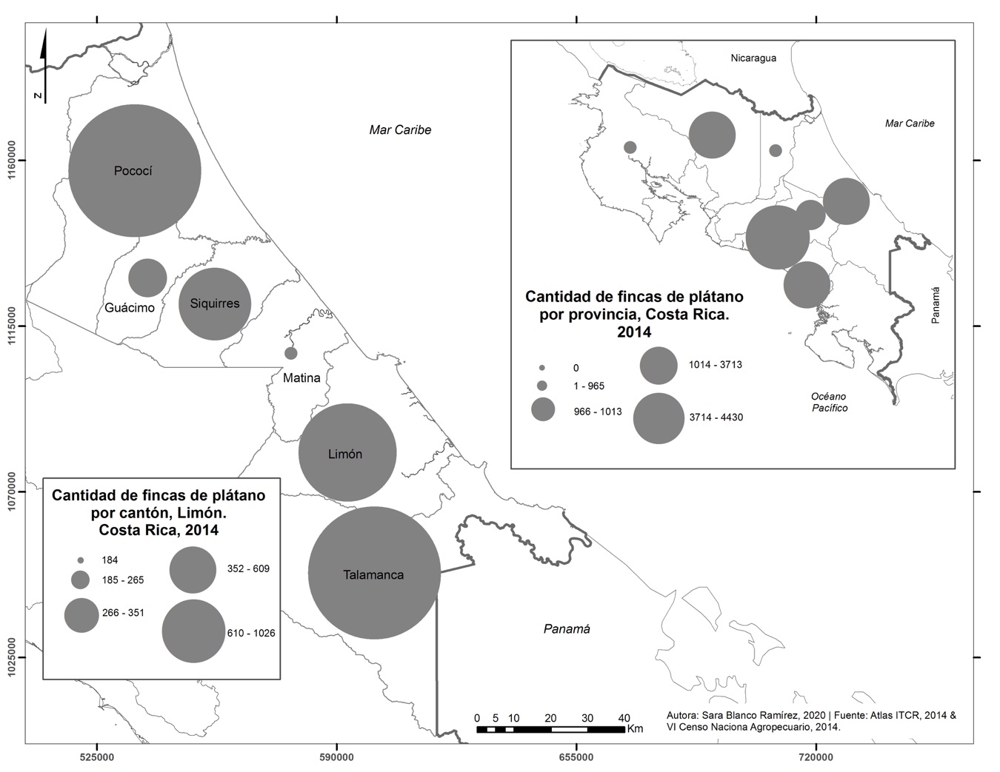 N
Mar Caribe
Pococí
Guácimo
Siquirres
Matina
Limón
Talamanca
Panamá
Nicaragua
Mar Caribe
Panamá
Océano
Pacífico
Cantidad de fincas de plátano
por provincia, Costa Rica.
2014
0
1 - 965
966 - 1013
1014 - 3713
3714 - 4430
Cantidad de fincas de plátano
por cantón, Limón.
Costa Rica, 2014
184
185 - 265
266 - 351
352 - 609
610 - 1026
0 5 10 20 30 40
Km
Autora: Sara Blanco Ramírez, 2020 | Fuente: Atlas ITCR, 2014 &
VI Censo Naciona Agropecuario, 2014.
1160000
1115000
1070000
1025000
525000 590000 655000 720000